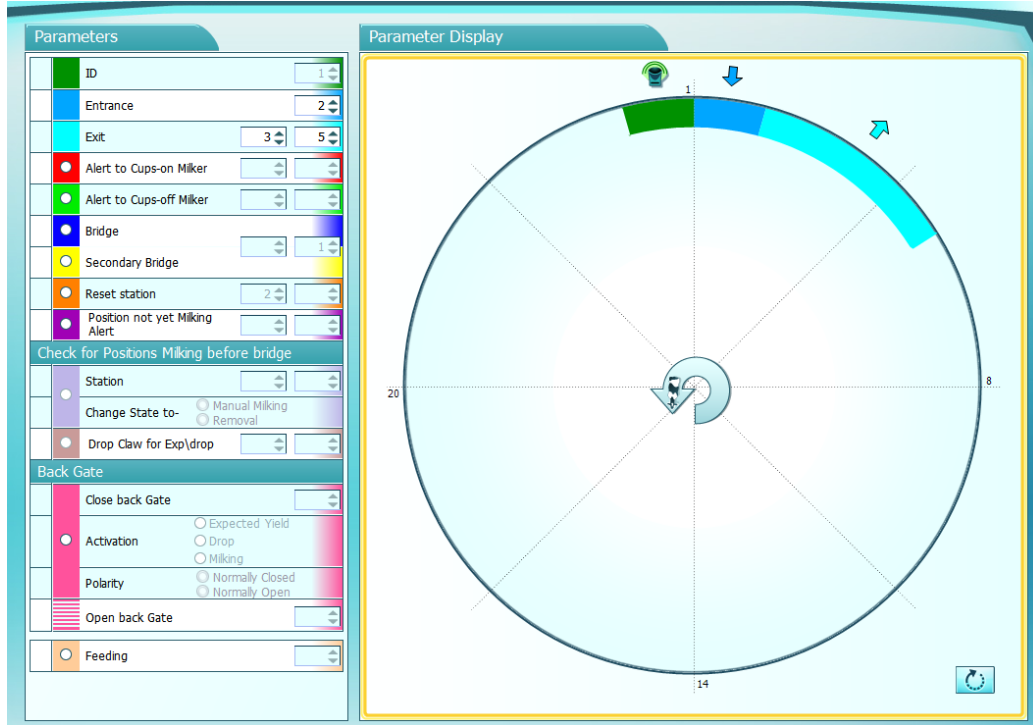 Parameters
Parameter Display
ID 1
Entrance 2
Exit 3 5
Alert to Cups-on Milker
Alert to Cups-off Milker
Bridge
1
Secondary Bridge
Reset station 2
Position not yet Milking
Alert
Check for Positions Milking before bridge
Station
Change State to- Manual Milking
Removal
Drop Claw for Exp\drop
Back Gate
Close back Gate
Expected Yield
Activation Drop
Milking
Polarity Normally Closed
Normally Open
Open back Gate
Feeding
1
8
20
14